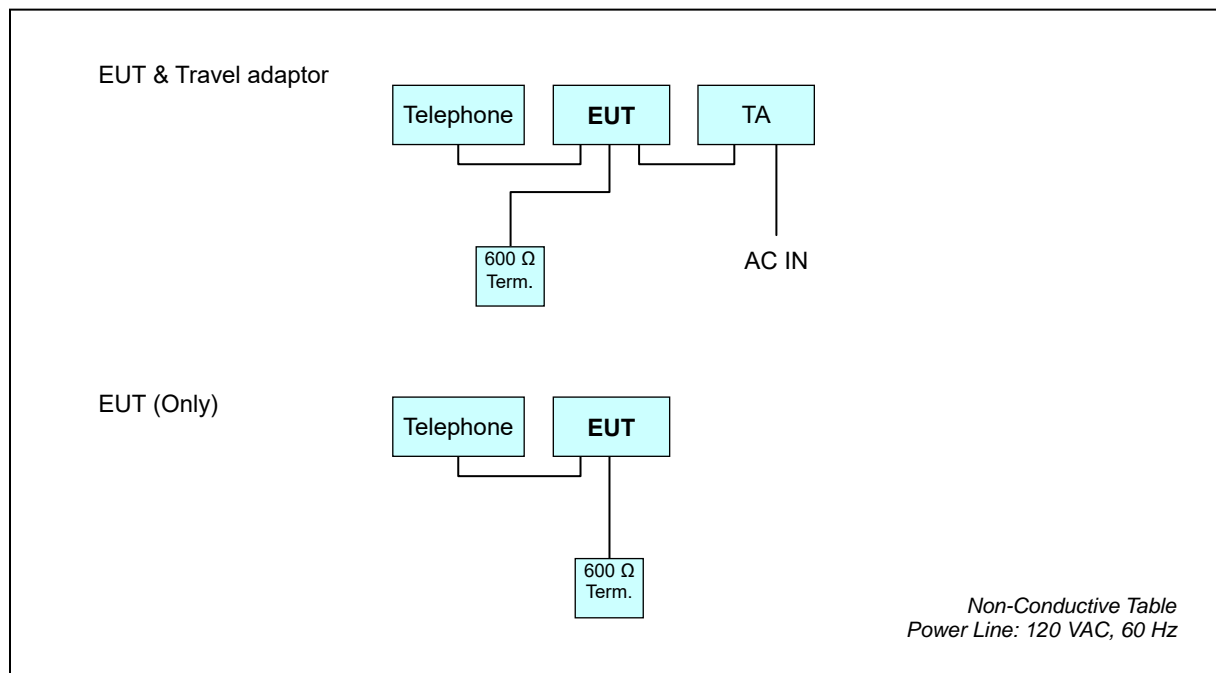 EUT & Travel adaptor
Telephone
EUT
TA
600 Ω
Term.
AC IN
EUT (Only)
Telephone
EUT
600 Ω
Term.
Non-Conductive Table
Power Line: 120 VAC, 60 Hz